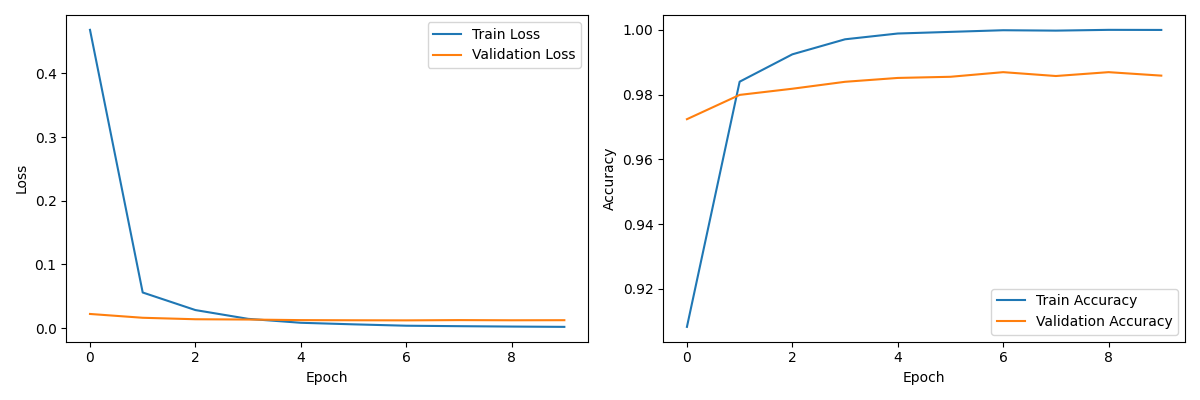 Train Loss
Validation Loss
0.4
0.3
0.2
0.1
0.0
Loss
0 2 4 6 8
Epoch
1.00
0.98
0.96
0.94
0.92
Accuracy
Train Accuracy
Validation Accuracy
0 2 4 6 8
Epoch